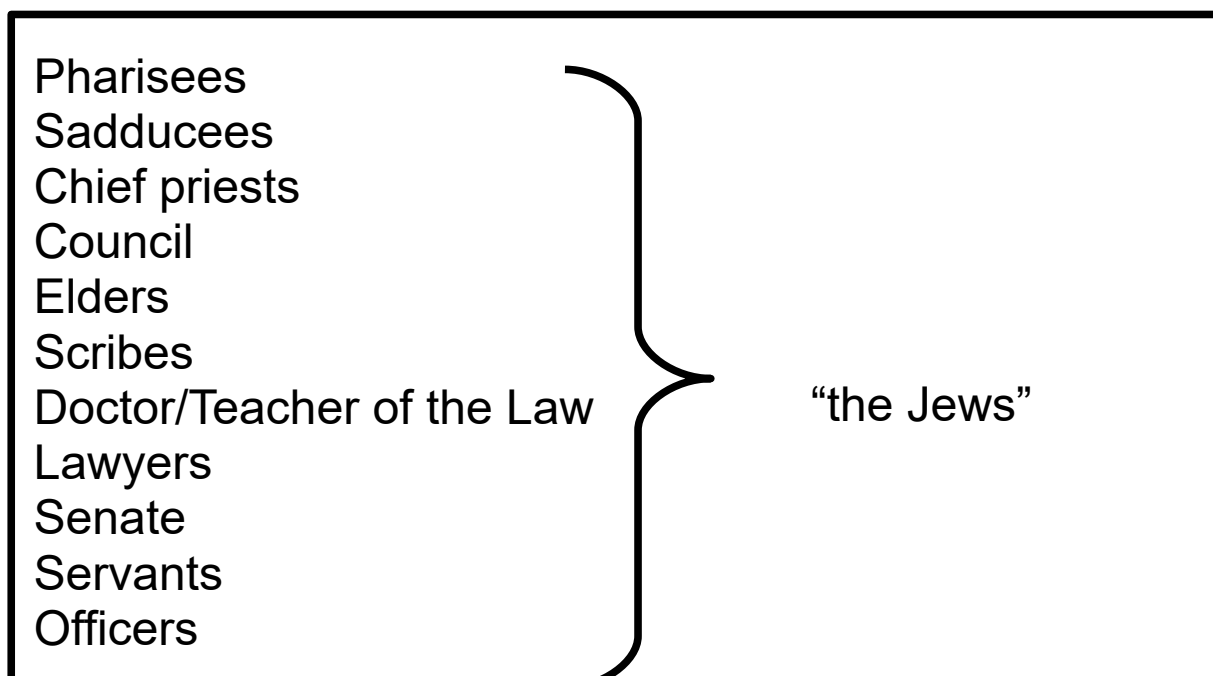 Pharisees
Sadducees
Chief priests
Council
Elders
Scribes
Doctor/Teacher of the Law
“the Jews”
Lawyers
Senate
Servants
Officers